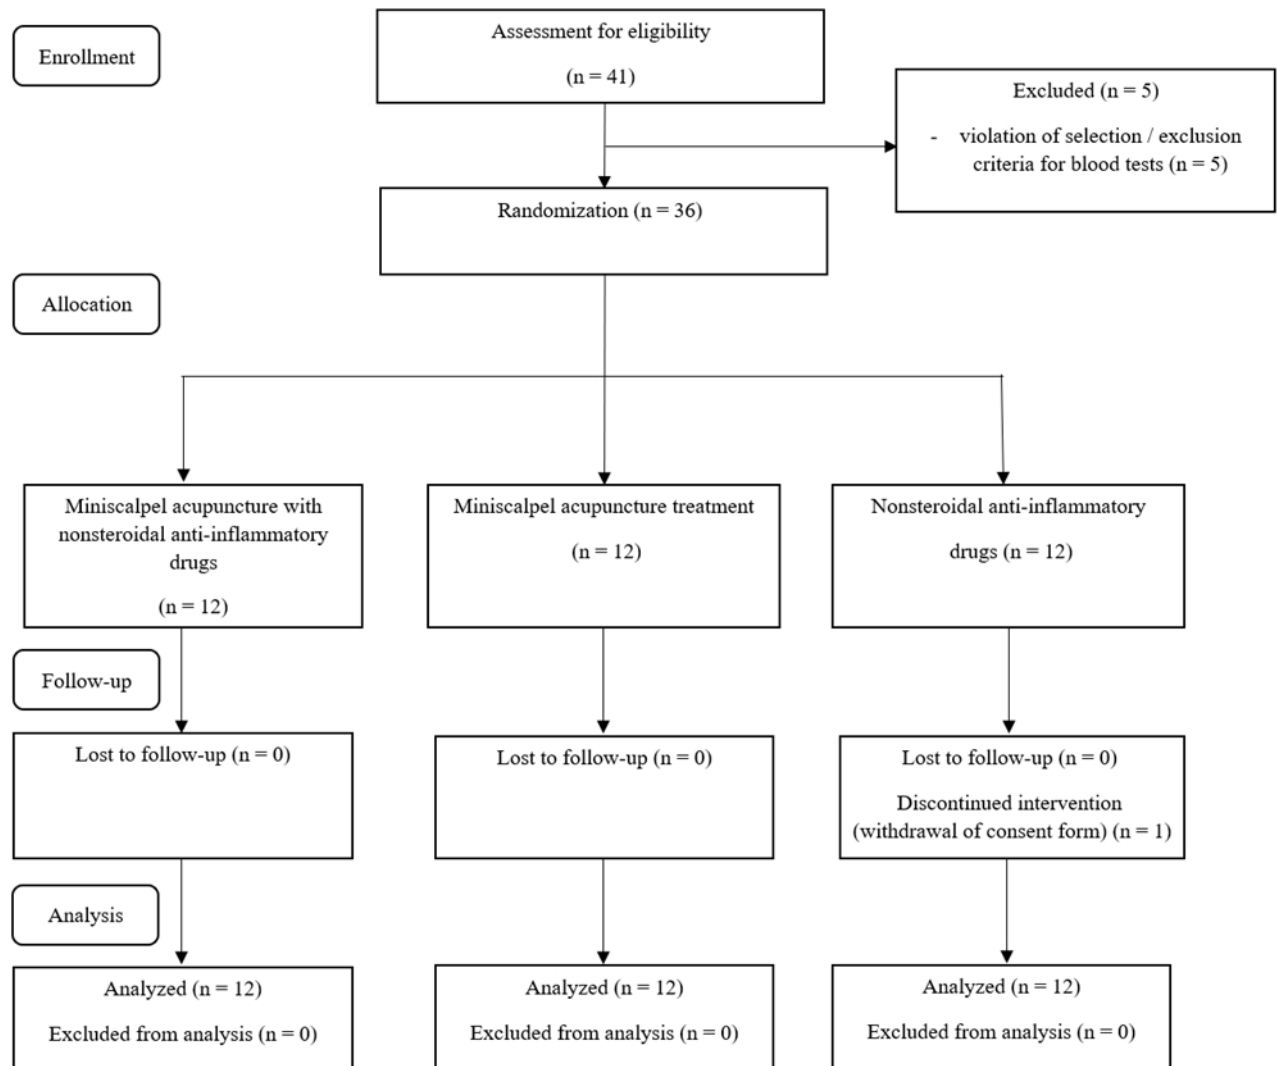 Enrollment
Assessment for eligibility
(n = 41)
Excluded (n = 5)
- violation of selection / exclusion
criteria for blood tests (n = 5)
Randomization (n = 36)
Allocation
Miniscalpel acupuncture with
nonsteroidal anti-inflammatory
drugs
(n = 12)
Miniscalpel acupuncture treatment
(n = 12)
Nonsteroidal anti-inflammatory
drugs (n = 12)
Follow-up
Lost to follow-up (n = 0)
Lost to follow-up (n = 0)
Lost to follow-up (n = 0)
Discontinued intervention
(withdrawal of consent form) (n = 1)
Analysis
Analyzed (n = 12)
Excluded from analysis (n = 0)
Analyzed (n = 12)
Excluded from analysis (n = 0)
Analyzed (n = 12)
Excluded from analysis (n = 0)